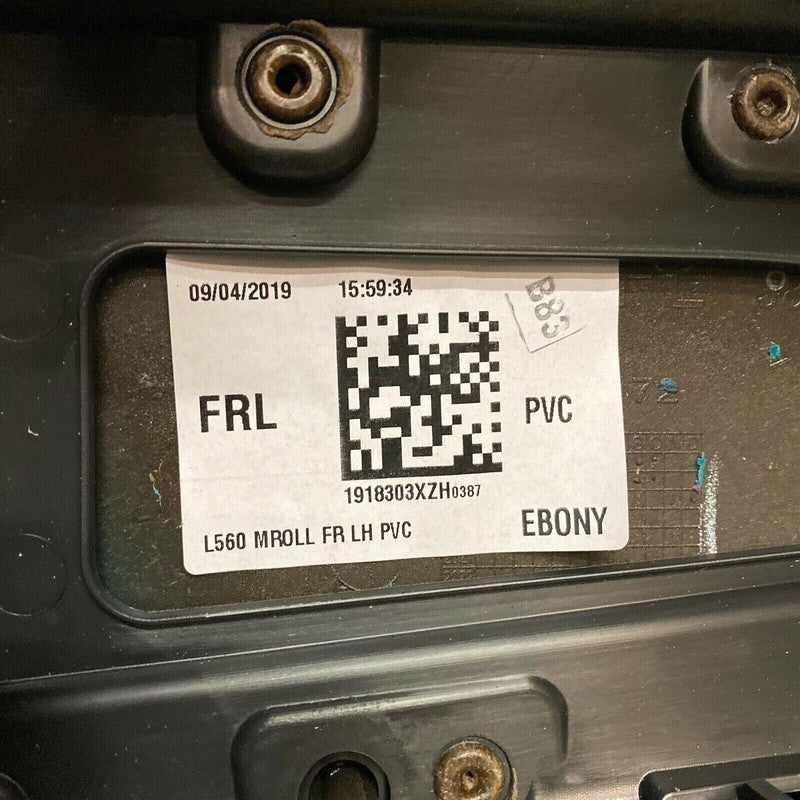 09/04/2019 15:59:34
B83
FRL
PVC
1918303XZH0387
L560 MROLL FR LH PVC
EBONY